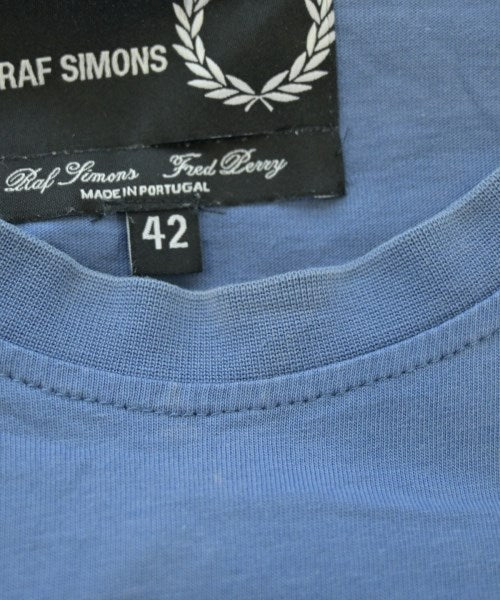 RAF SIMONS
Raf Simons Fred Perry
MADE IN PORTUGAL
42